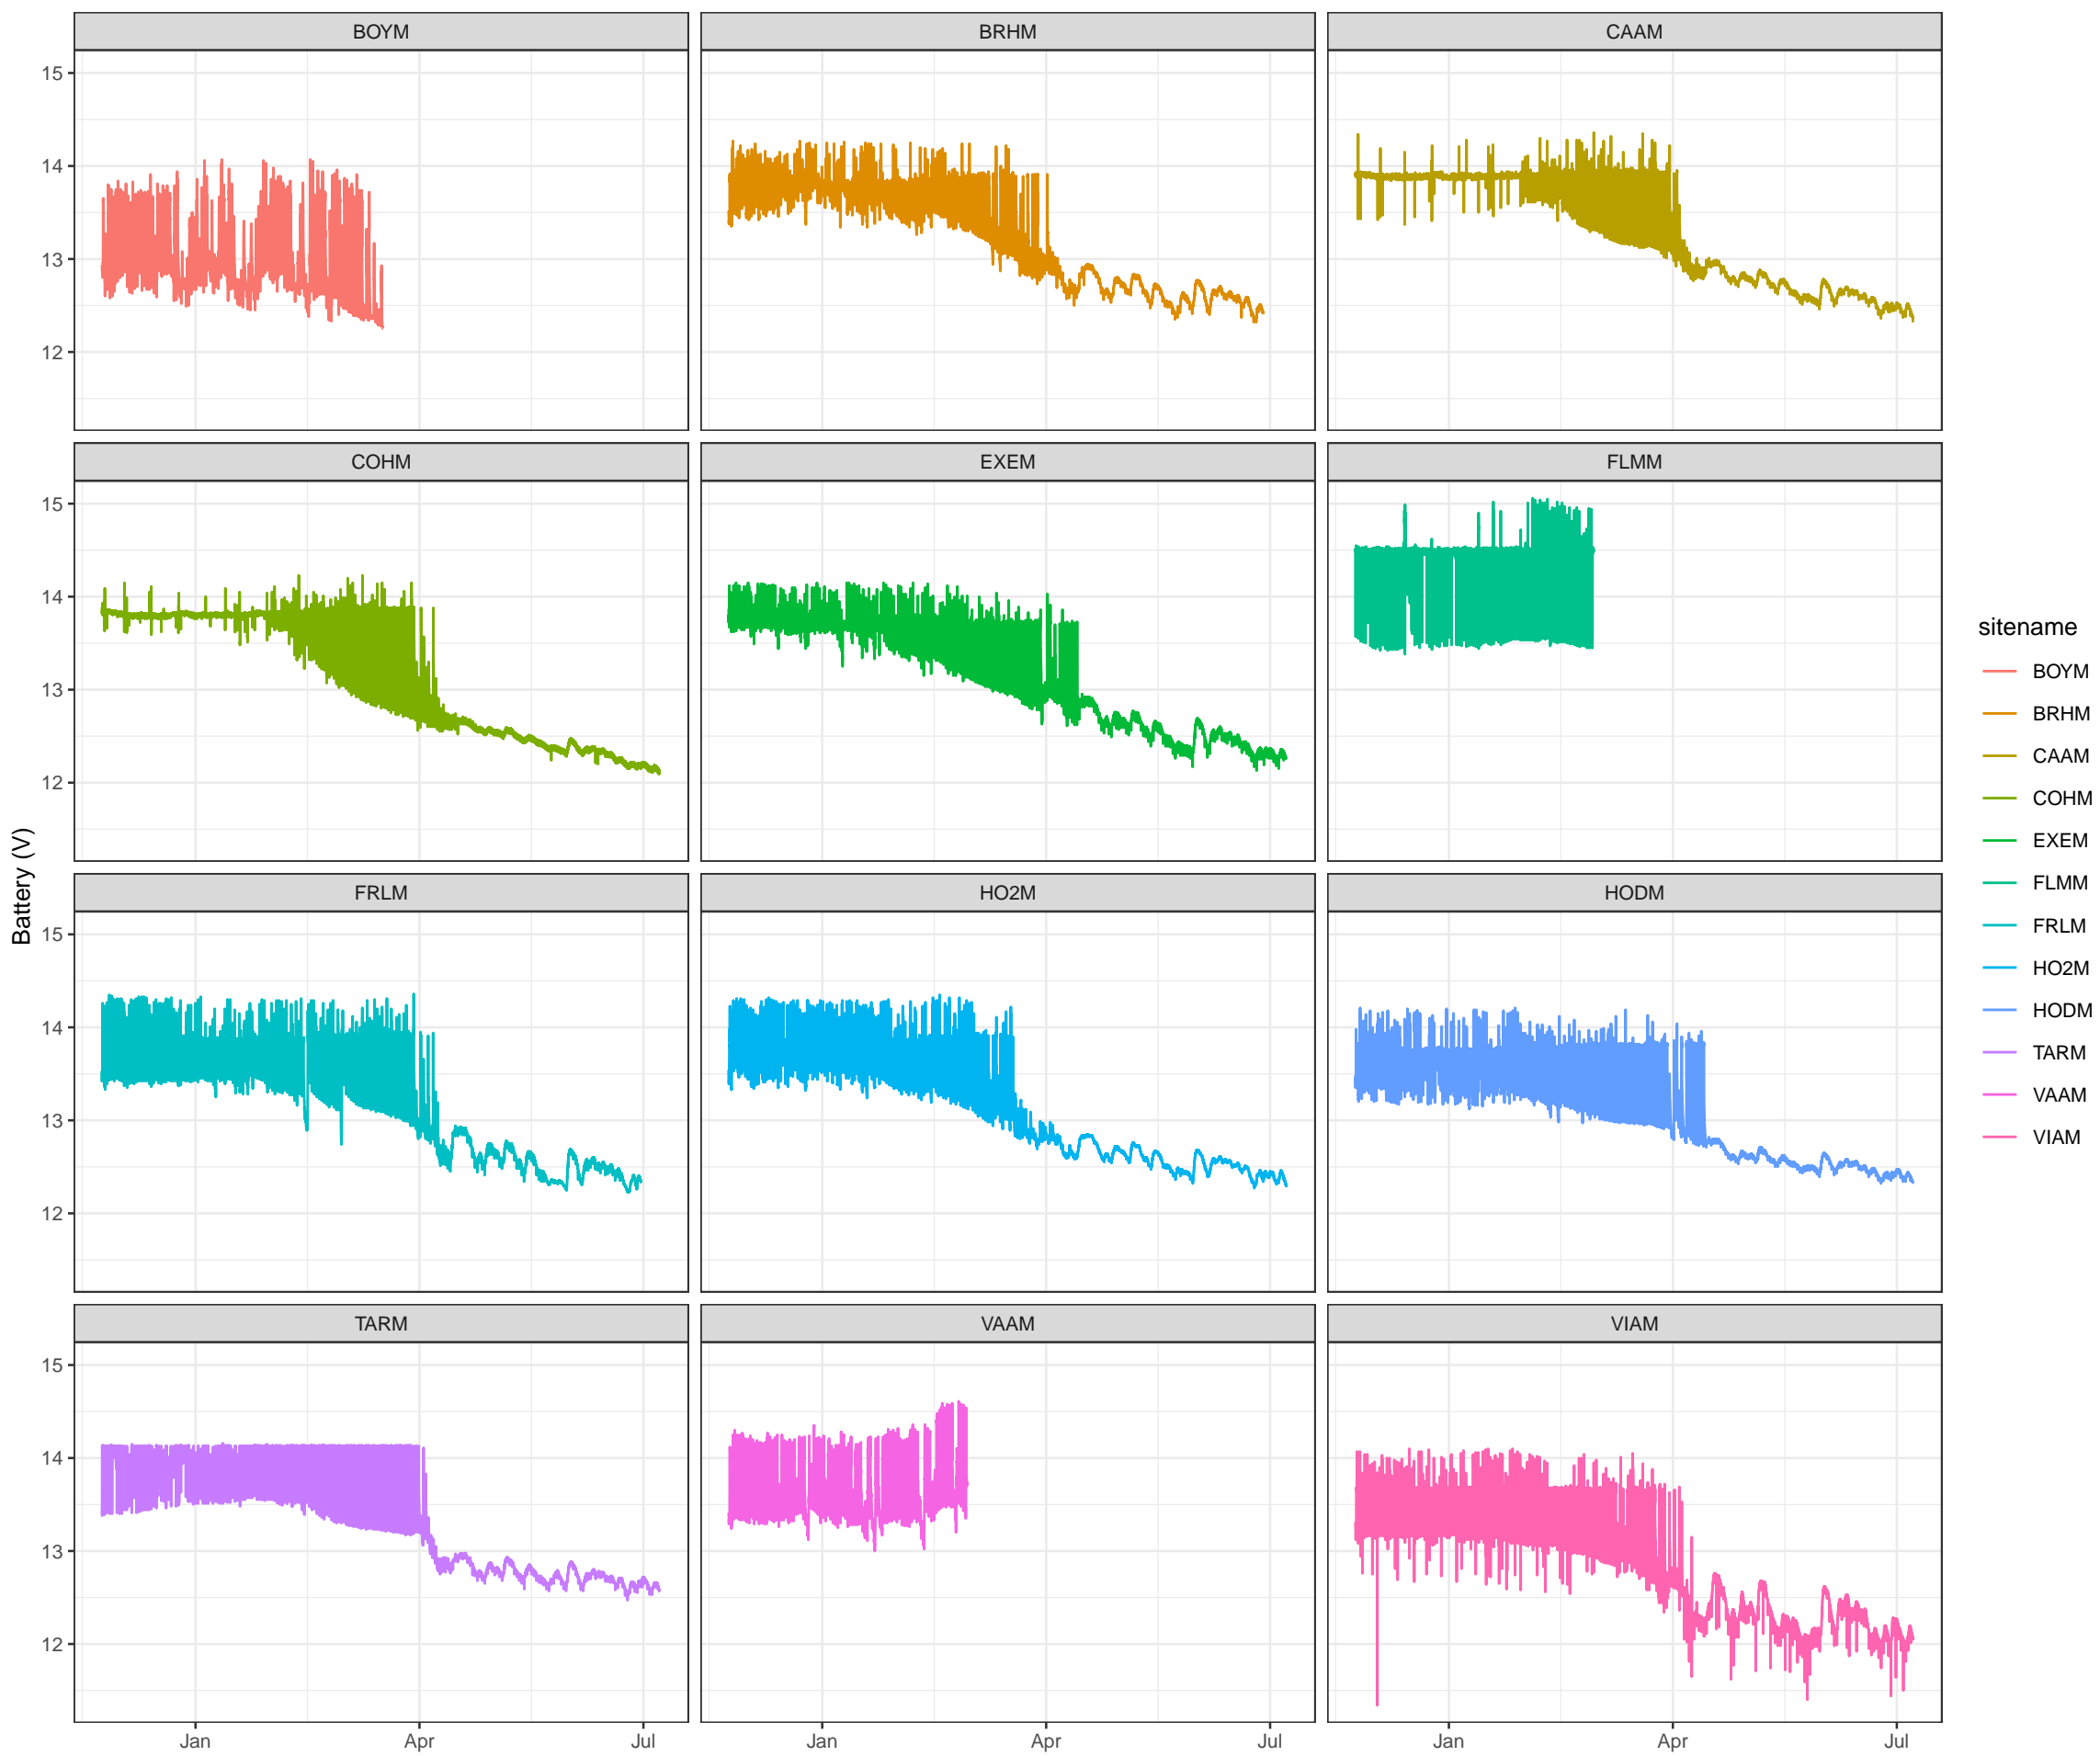 BOYM
BRHM
CAAM
15
14
13
12
COHM
EXEM
FLMM
15
14
13
12
Battery (V)
FRLM
HO2M
HODM
15
14
13
12
TARM
VAAM
VIAM
15
14
13
12
Jan
Apr
Jul
Jan
Apr
Jul
Jan
Apr
Jul
sitename
BOYM
BRHM
CAAM
COHM
EXEM
FLMM
FRLM
HO2M
HODM
TARM
VAAM
VIAM